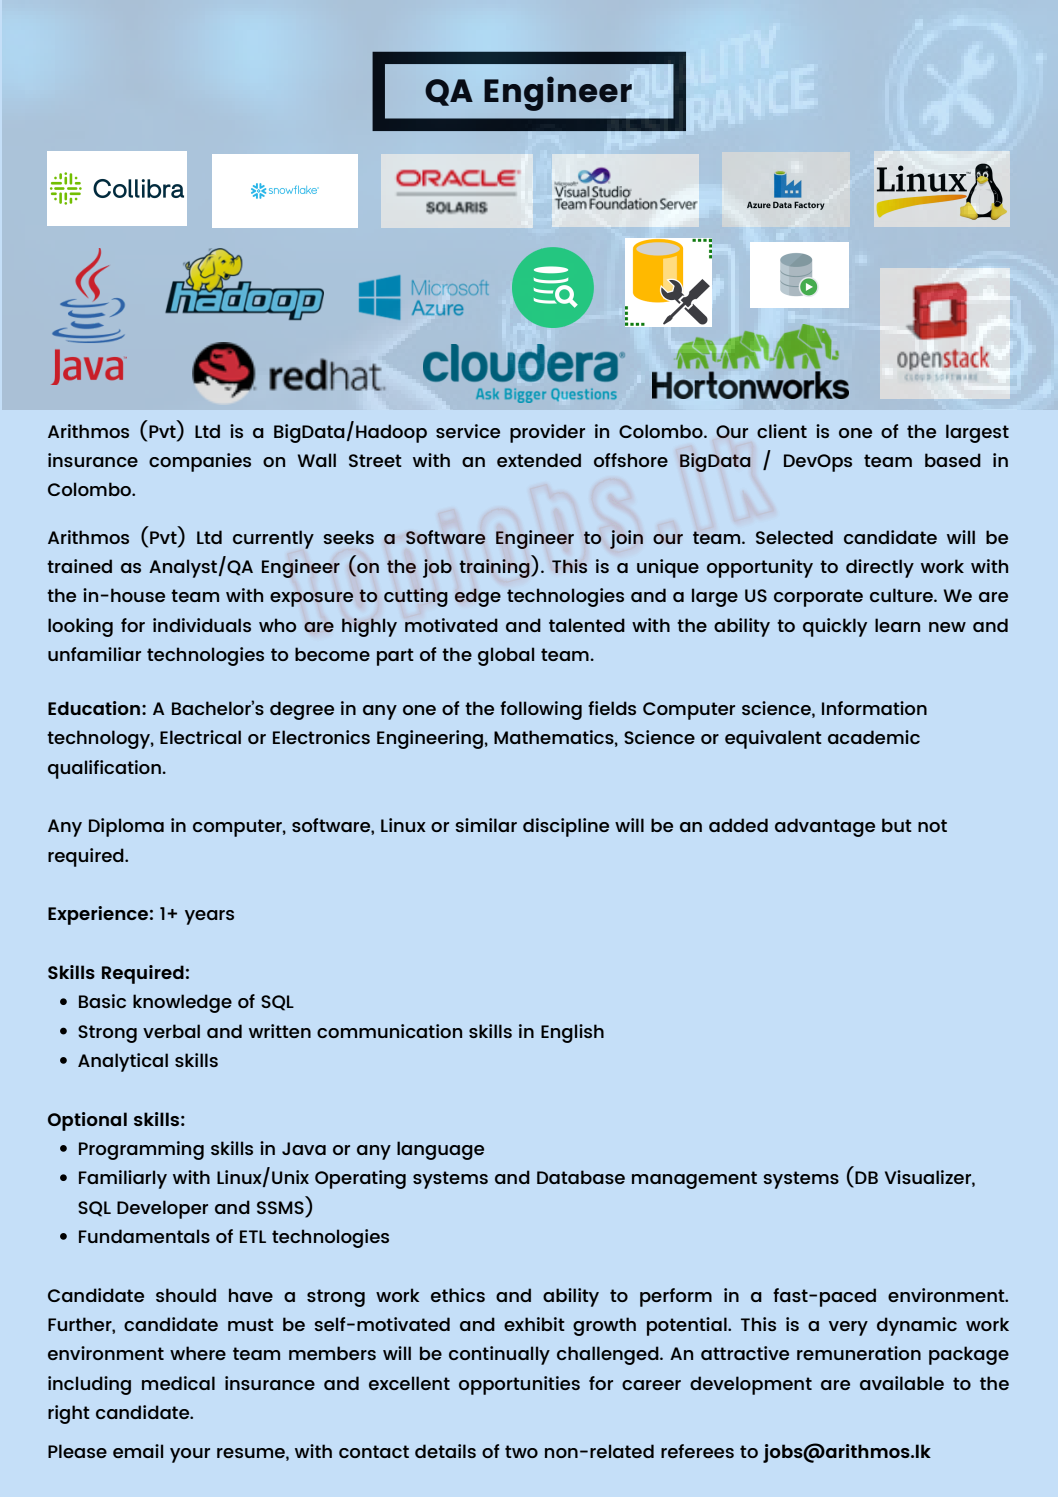 QUALITY
ASSURANCE
QA Engineer
Collibra
snowflake
ORACLE
SOLARIS
Microsoft
Visual Studio
Team Foundation Server
Azure Data Factory
Linux
Java
hadoop
Microsoft
Azure
redhat.
cloudera
Ask Bigger Questions
Hortonworks
openstack
CLOUD SOFTWARE
Arithmos (Pvt) Ltd is a BigData/Hadoop service provider in Colombo. Our client is one of the largest
insurance companies on Wall Street with an extended offshore BigData / DevOps team based in
Colombo.
topjobs.lk
Arithmos (Pvt) Ltd currently seeks a Software Engineer to join our team. Selected candidate will be
trained as Analyst/QA Engineer (on the job training). This is a unique opportunity to directly work with
the in-house team with exposure to cutting edge technologies and a large US corporate culture. We are
looking for individuals who are highly motivated and talented with the ability to quickly learn new and
unfamiliar technologies to become part of the global team.
Education: A Bachelor's degree in any one of the following fields Computer science, Information
technology, Electrical or Electronics Engineering, Mathematics, Science or equivalent academic
qualification.
Any Diploma in computer, software, Linux or similar discipline will be an added advantage but not
required.
Experience: 1+ years
Skills Required:
• Basic knowledge of SQL
• Strong verbal and written communication skills in English
• Analytical skills
Optional skills:
• Programming skills in Java or any language
• Familiarly with Linux/Unix Operating systems and Database management systems (DB Visualizer,
SQL Developer and SSMS)
• Fundamentals of ETL technologies
Candidate should have a strong work ethics and ability to perform in a fast-paced environment.
Further, candidate must be self-motivated and exhibit growth potential. This is a very dynamic work
environment where team members will be continually challenged. An attractive remuneration package
including medical insurance and excellent opportunities for career development are available to the
right candidate.
Please email your resume, with contact details of two non-related referees to jobs@arithmos.lk